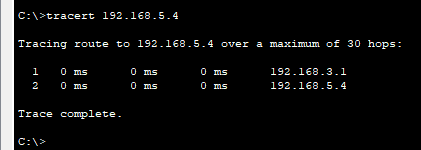 C:\>tracert 192.168.5.4
Tracing route to 192.168.5.4 over a maximum of 30 hops:
1 0 ms 0 ms 0 ms 192.168.3.1
2 0 ms 0 ms 0 ms 192.168.5.4
Trace complete.
C:\>